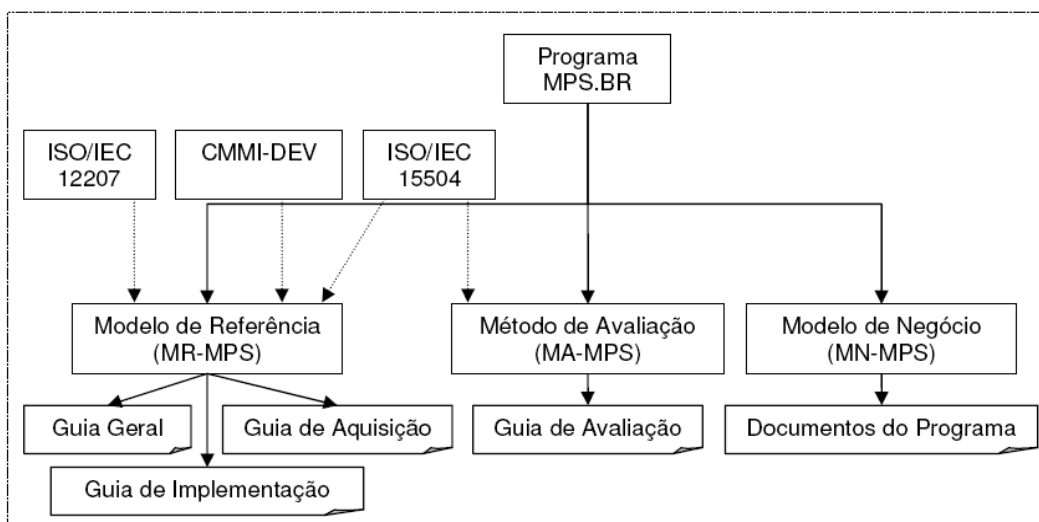 Programa
MPS.BR
ISO/IEC
12207
CMMI-DEV
ISO/IEC
15504
Modelo de Referência
(MR-MPS)
Método de Avaliação
(MA-MPS)
Modelo de Negócio
(MN-MPS)
Guia Geral
Guia de Aquisição
Guia de Avaliação
Documentos do Programa
Guia de Implementação